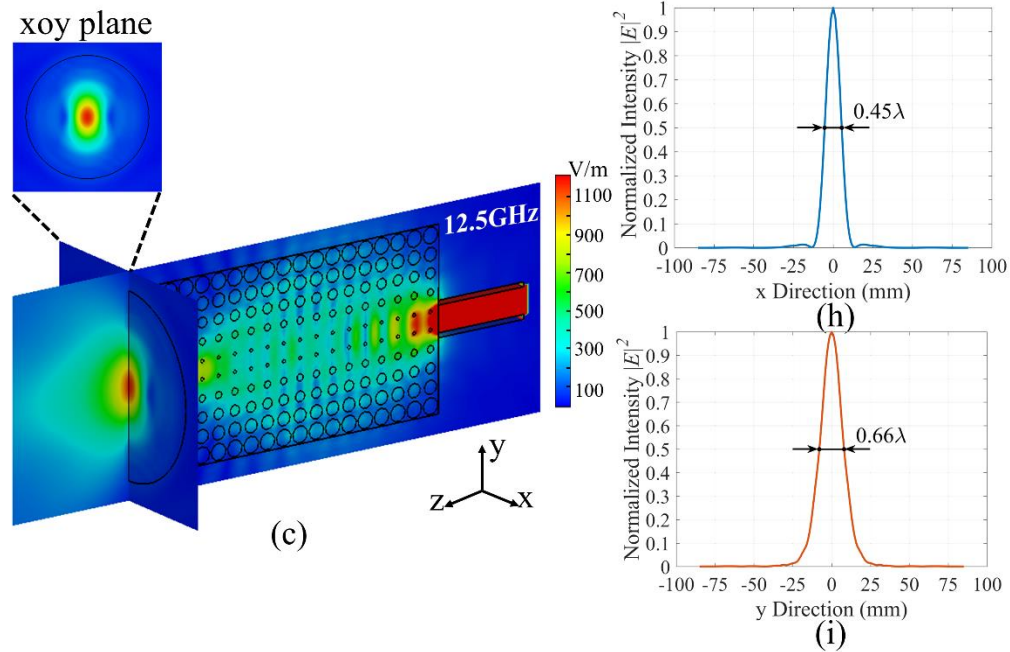 xoy plane
V/m
1100
900
700
600
500
400
300
100
12.5GHz
y
z
x
(c)
Normalized Intensity |E|²
1
0.9
0.8
0.7
0.6
0.5
0.4
0.3
0.2
0.1
0
0.45λ
-100 -75 -50 -25 0 25 50 75 100
x Direction (mm)
(h)
Normalized Intensity |E|²
1
0.9
0.8
0.7
0.6
0.5
0.4
0.3
0.2
0.1
0
0.66λ
-100 -75 -50 -25 0 25 50 75 100
y Direction (mm)
(i)